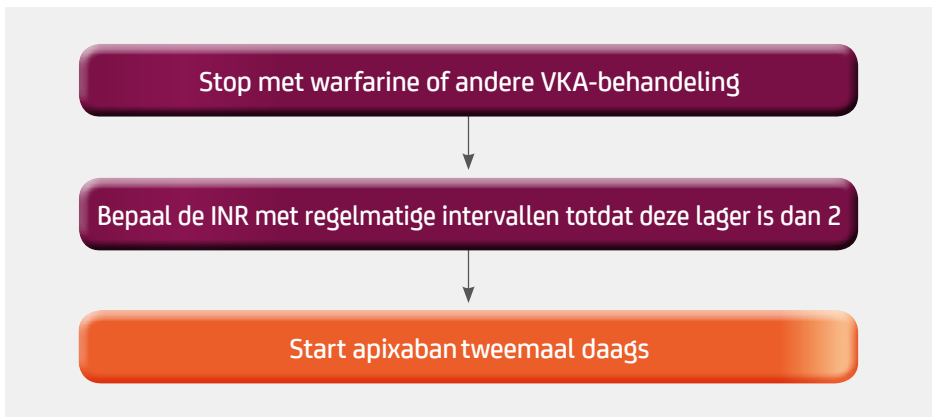 Stop met warfarine of andere VKA-behandeling
Bepaal de INR met regelmatige intervallen totdat deze lager is dan 2
Start apixaban tweemaal daags